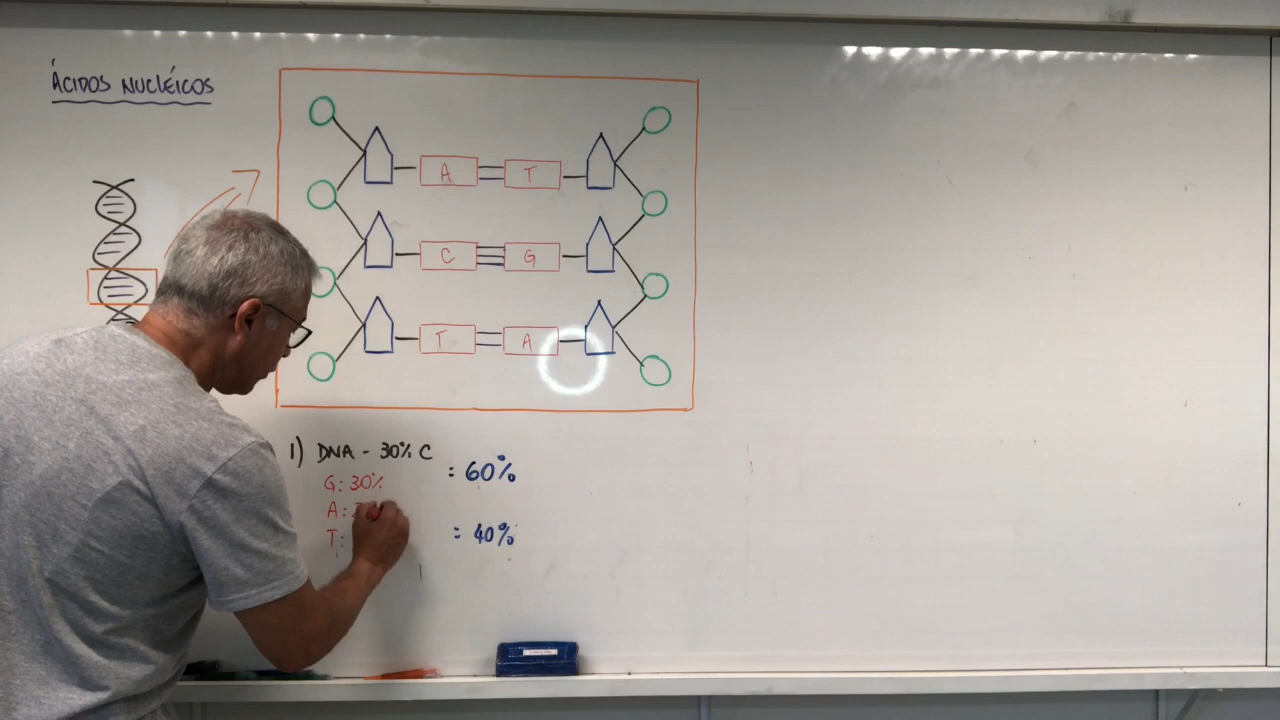 ÁCIDOS NUCLÉICOS
A T
C G
T A
1) DNA - 30% C
G: 30%
= 60%
A:
T:
= 40%